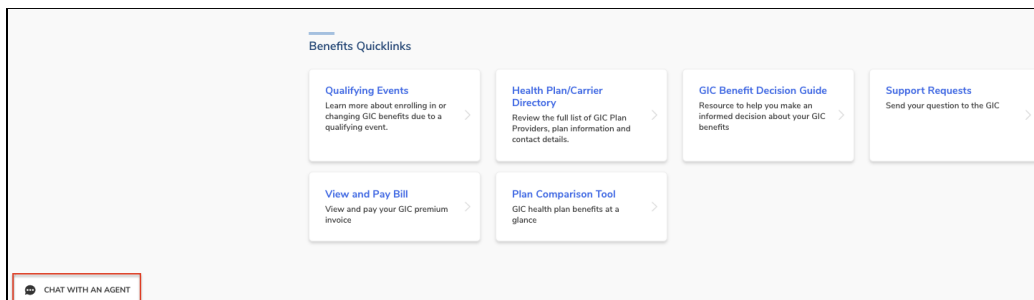 Benefits Quicklinks
Qualifying Events
Learn more about enrolling in or
changing GIC benefits due to a
qualifying event.
Health Plan/Carrier
Directory
Review the full list of GIC Plan
Providers, plan information and
contact details.
GIC Benefit Decision Guide
Resource to help you make an
informed decision about your GIC
benefits
Support Requests
Send your question to the GIC
View and Pay Bill
View and pay your GIC premium
invoice
Plan Comparison Tool
GIC health plan benefits at a
glance
CHAT WITH AN AGENT